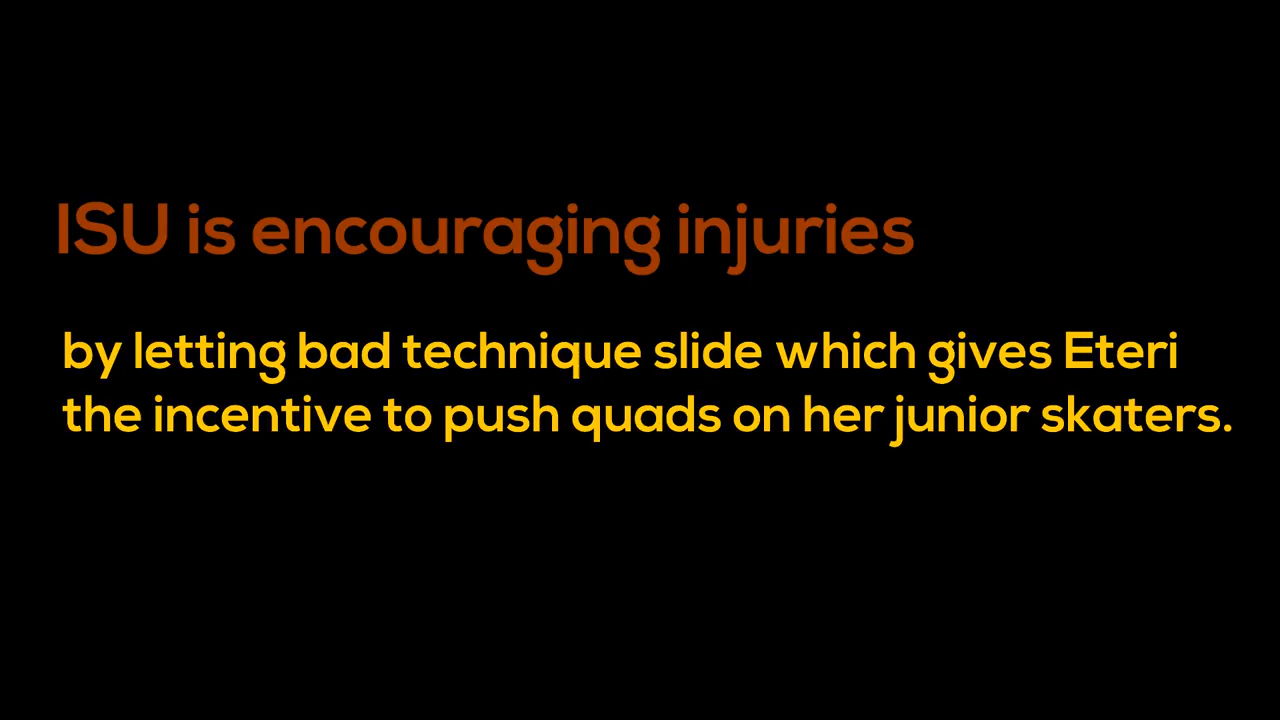 ISU is encouraging injuries
by letting bad technique slide which gives Eteri
the incentive to push quads on her junior skaters.